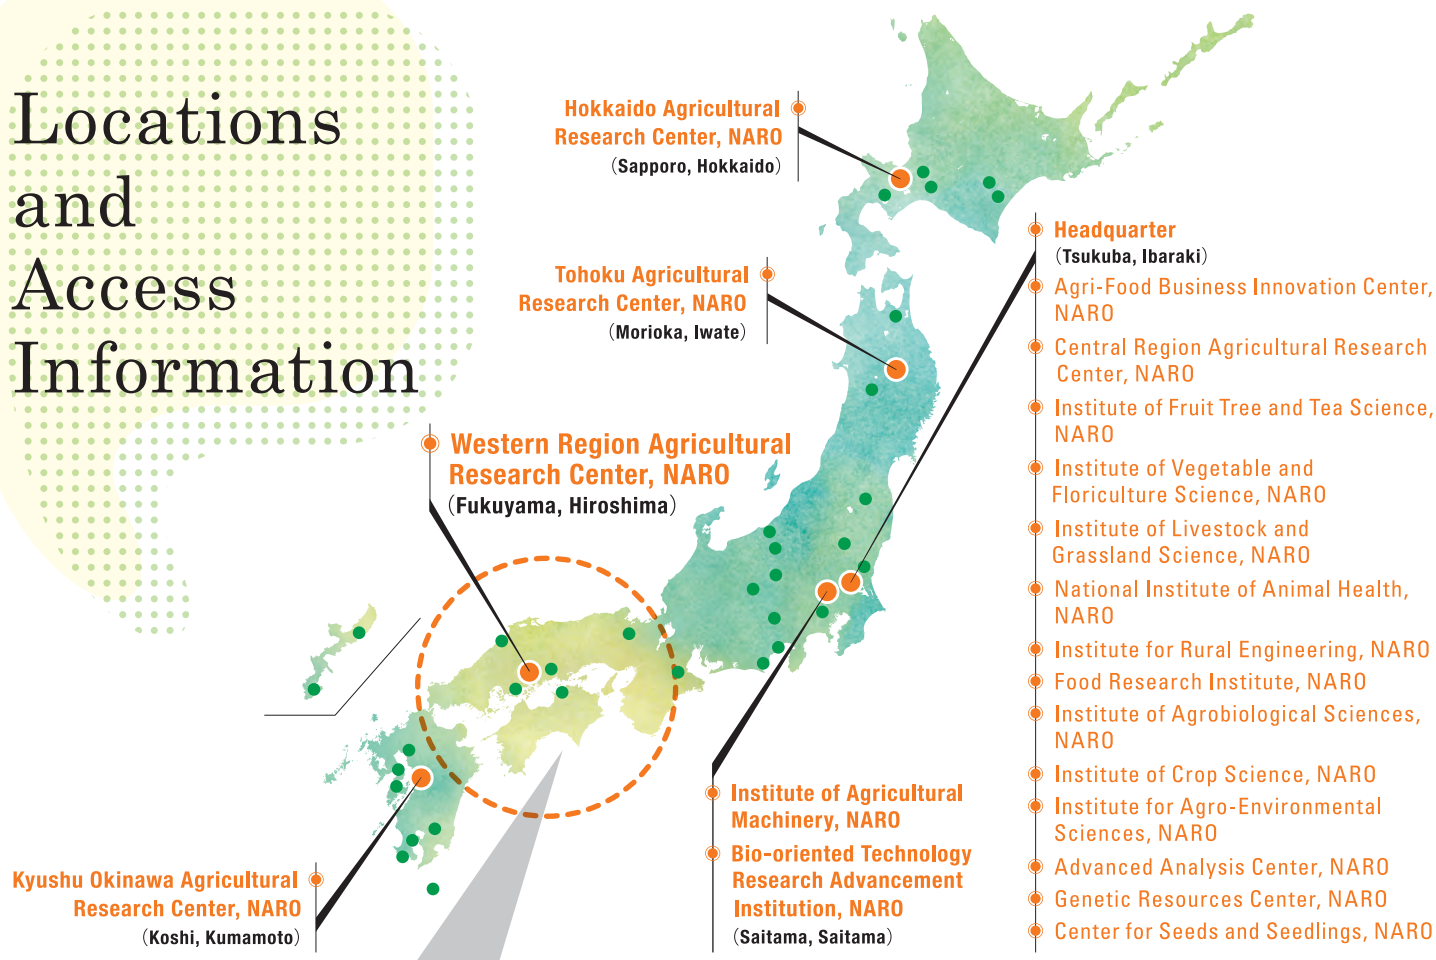 Locations
and
Access
Information
Hokkaido Agricultural
Research Center, NARO
(Sapporo, Hokkaido)
Tohoku Agricultural
Research Center, NARO
(Morioka, Iwate)
Western Region Agricultural
Research Center, NARO
(Fukuyama, Hiroshima)
Kyushu Okinawa Agricultural
Research Center, NARO
(Koshi, Kumamoto)
Institute of Agricultural
Machinery, NARO
Bio-oriented Technology
Research Advancement
Institution, NARO
(Saitama, Saitama)
Headquarter
(Tsukuba, Ibaraki)
Agri-Food Business Innovation Center,
NARO
Central Region Agricultural Research
Center, NARO
Institute of Fruit Tree and Tea Science,
NARO
Institute of Vegetable and
Floriculture Science, NARO
Institute of Livestock and
Grassland Science, NARO
National Institute of Animal Health,
NARO
Institute for Rural Engineering, NARO
Food Research Institute, NARO
Institute of Agrobiological Sciences,
NARO
Institute of Crop Science, NARO
Institute for Agro-Environmental
Sciences, NARO
Advanced Analysis Center, NARO
Genetic Resources Center, NARO
Center for Seeds and Seedlings, NARO